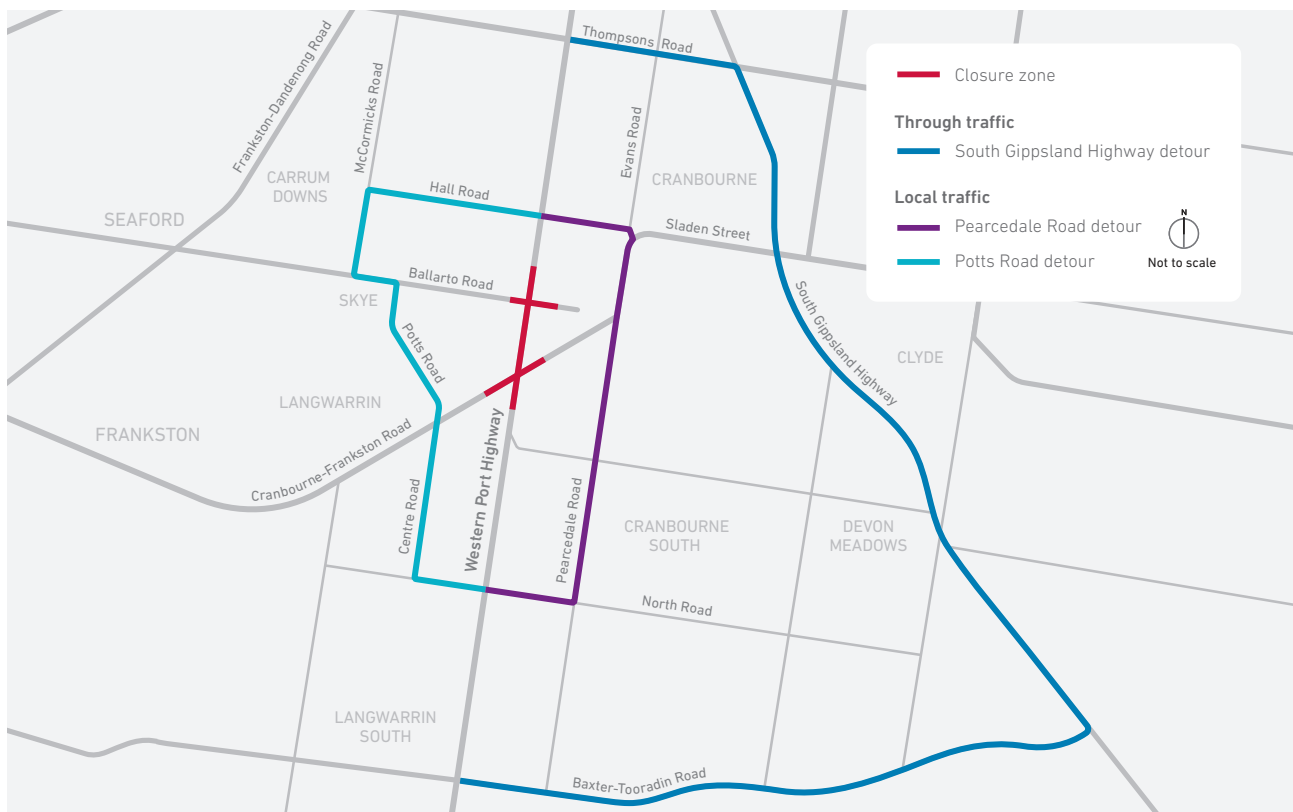 Thompsons Road
Frankston-Dandenong Road
McCormicks Road
Evans Road
CARRUM
DOWNS
CRANBOURNE
Hall Road
SEAFORD
Sladen Street
Ballarto Road
SKYE
Potts Road
South Gippsland Highway
CLYDE
LANGWARRIN
FRANKSTON
Cranbourne-Frankston Road
Western Port Highway
Centre Road
Pearcedale Road
CRANBOURNE
SOUTH
DEVON
MEADOWS
North Road
LANGWARRIN
SOUTH
Baxter-Tooradin Road
Closure zone
Through traffic
South Gippsland Highway detour
Local traffic
Pearcedale Road detour
Potts Road detour
N
Not to scale